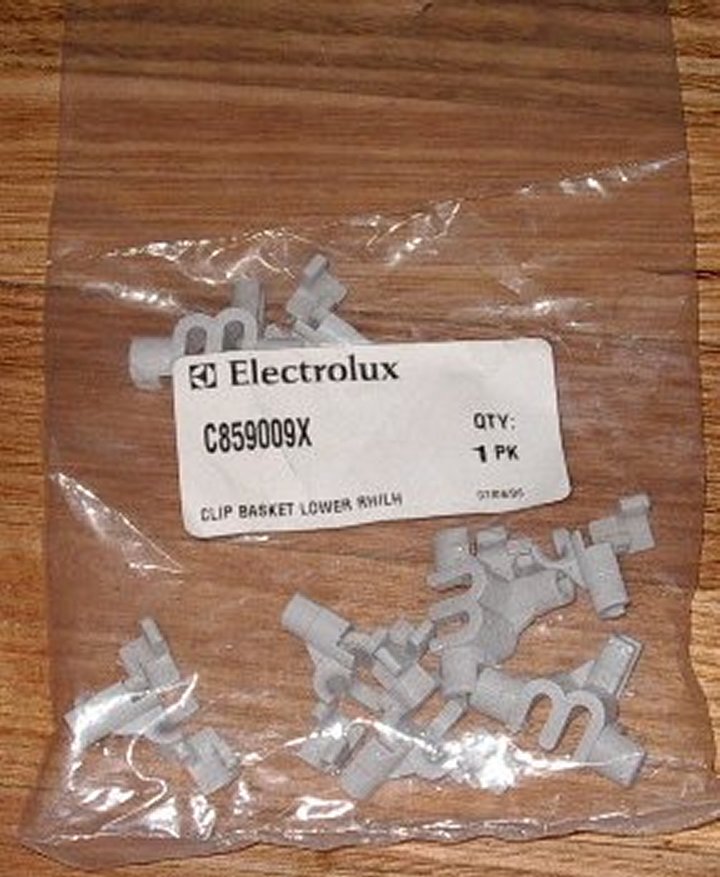 Electrolux
C859009X
QTY:
1 PK
CLIP BASKET LOWER RH/LH